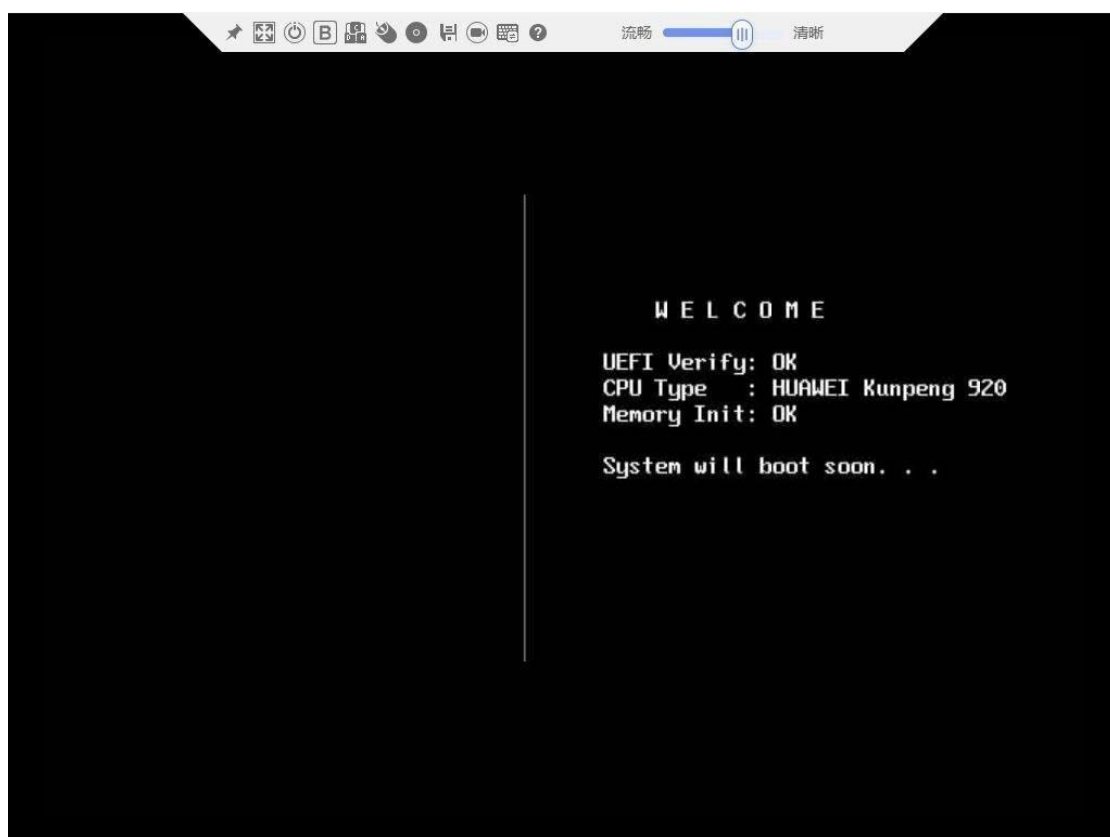 流畅 清晰
W E L C O M E
UEFI Verify: OK
CPU Type : HUAWEI Kunpeng 920
Memory Init: OK
System will boot soon. . .